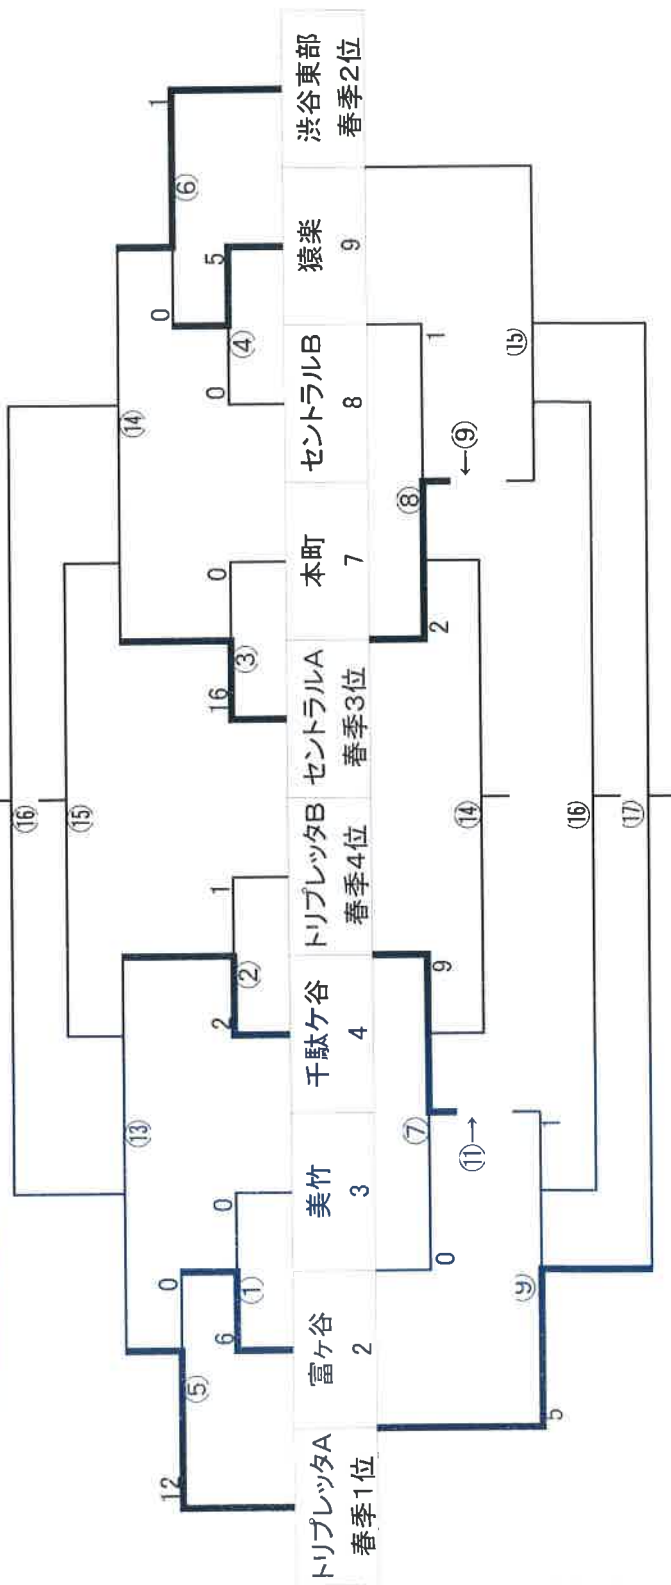 ⑯
⑮
⑬ ⑭
12 0 0 1
⑤ ⑥
6 0 2 1 16 0 0 5
① ② ③ ④
トリプレッタA 富ヶ谷 美竹 千駄ケ谷 トリプレッタB セントラルA 本町 セントラルB 猿楽 渋谷東部
春季1位 2 3 4 春季4位 春季3位 7 8 9 春季2位
⑦ ⑧
0 9 2 1
⑪→ ⑭ ←⑨
⑨ ⑮
5 1
⑯
⑰